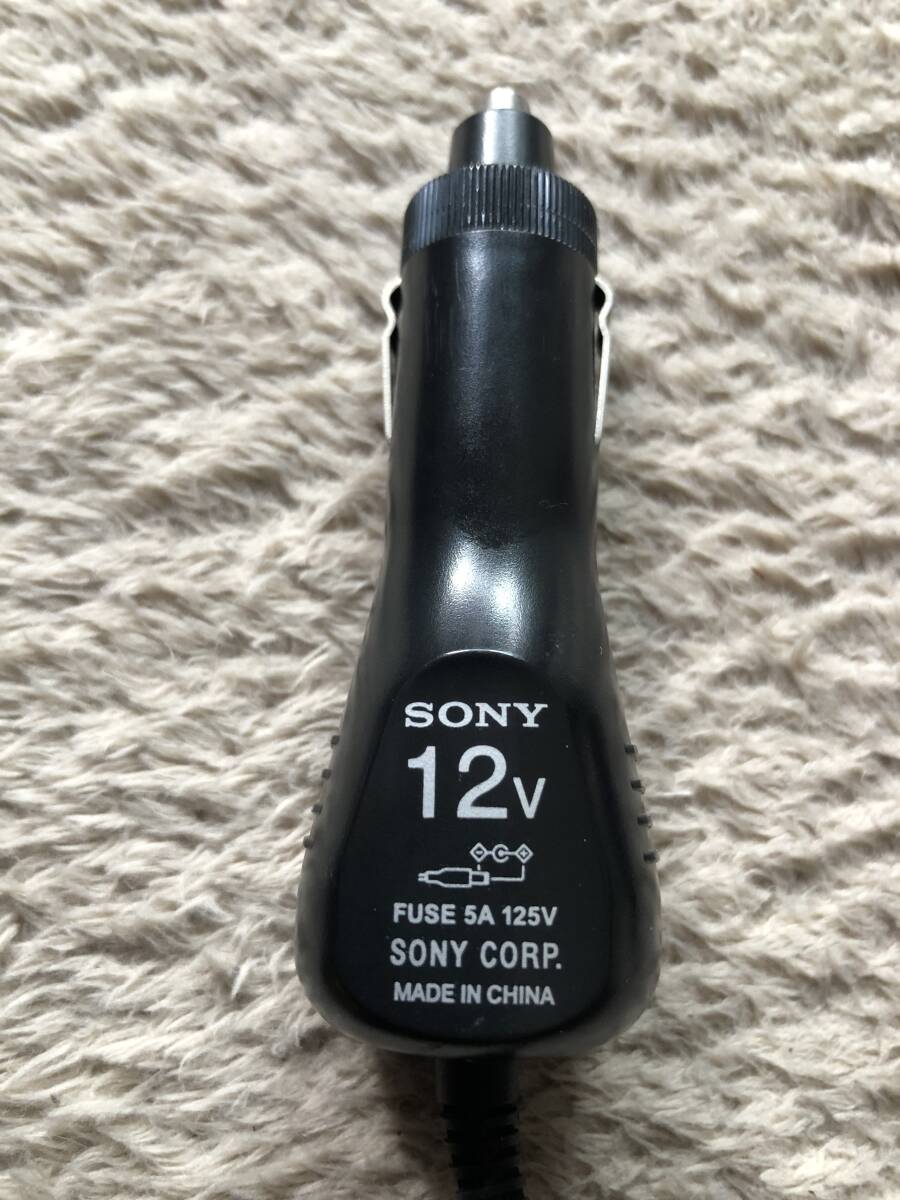 SONY
12V
FUSE 5A 125V
SONY CORP.
MADE IN CHINA